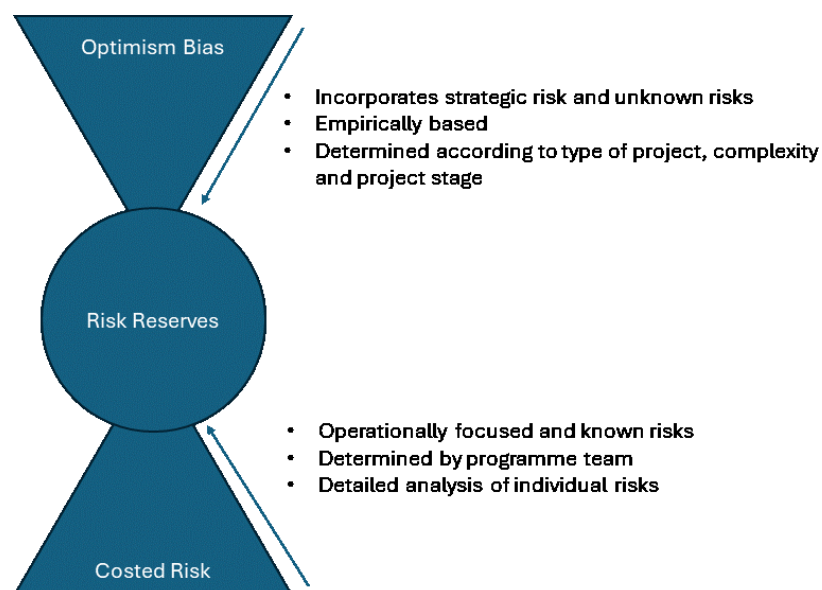 Optimism Bias
• Incorporates strategic risk and unknown risks
• Empirically based
• Determined according to type of project, complexity
and project stage
Risk Reserves
• Operationally focused and known risks
• Determined by programme team
• Detailed analysis of individual risks
Costed Risk